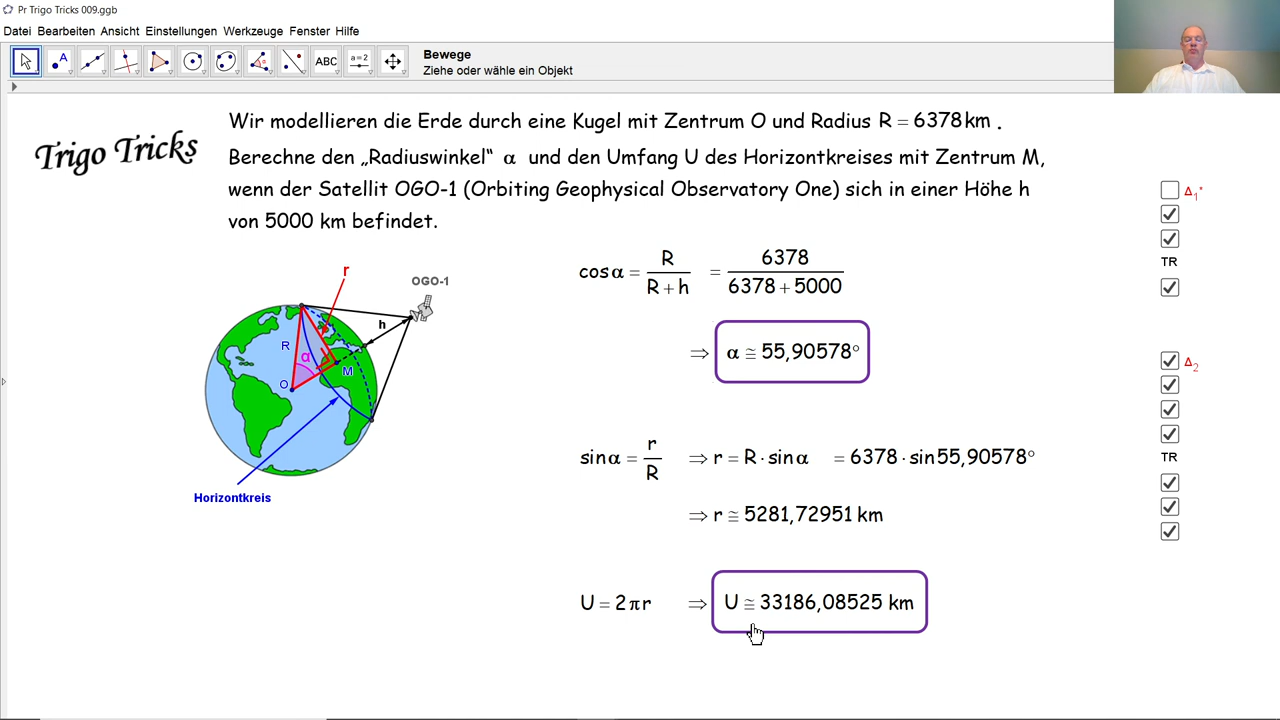 Pr Trigo Tricks 009.ggb
Datei Bearbeiten Ansicht Einstellungen Werkzeuge Fenster Hilfe
A ABC a=2
Bewege
Ziehe oder wähle ein Objekt
Trigo Tricks
Wir modellieren die Erde durch eine Kugel mit Zentrum O und Radius R = 6378km .
Berechne den „Radiuswinkel“ α und den Umfang U des Horizontkreises mit Zentrum M,
wenn der Satellit OGO-1 (Orbiting Geophysical Observatory One) sich in einer Höhe h
von 5000 km befindet.
r
OGO-1
h
R
α
M
O
Horizontkreis
cos α = R / (R + h) = 6378 / (6378 + 5000)
⇒ α ≅ 55,90578°
sin α = r / R ⇒ r = R · sin α = 6378 · sin 55,90578°
⇒ r ≅ 5281,72951 km
U = 2 π r ⇒ U ≅ 33186,08525 km
Δ1*
TR
Δ2
TR